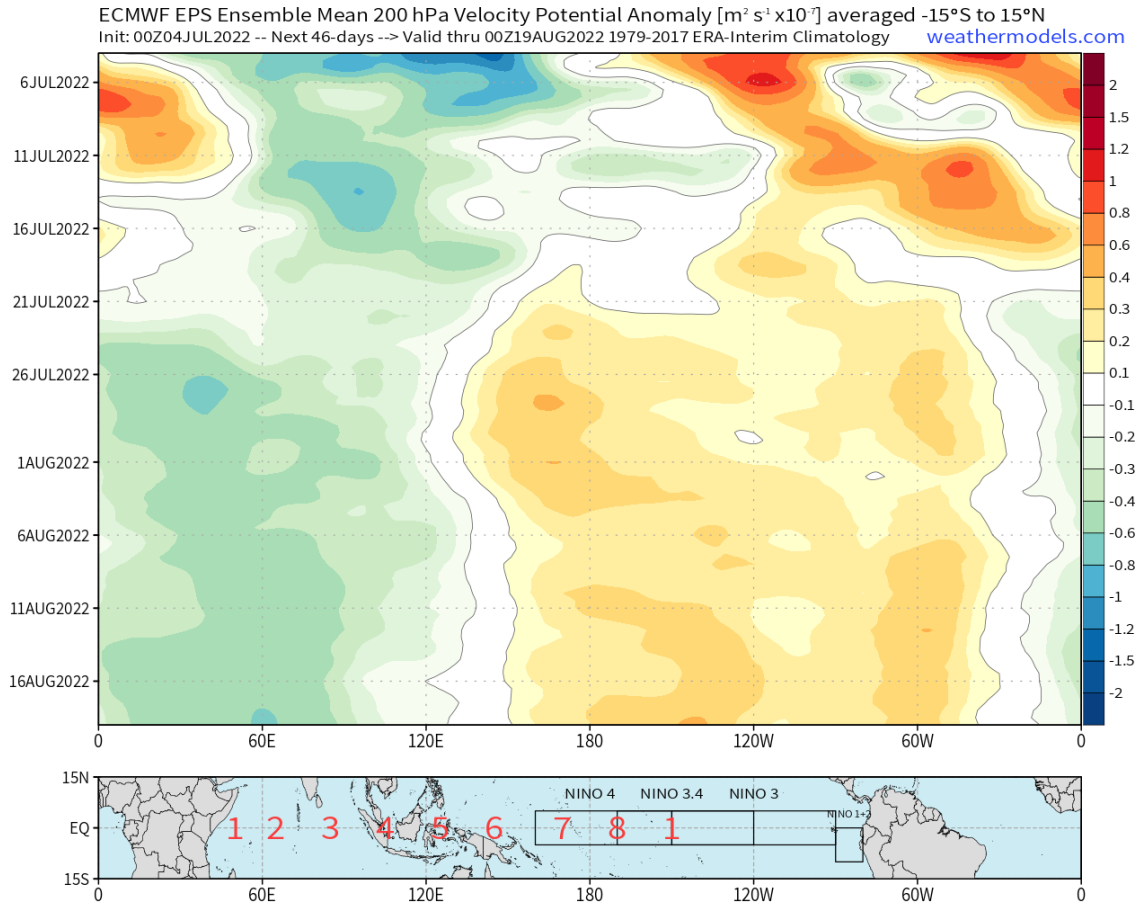 ECMWF EPS Ensemble Mean 200 hPa Velocity Potential Anomaly [m² s⁻¹ x10⁻⁷] averaged -15°S to 15°N
Init: 00Z04JUL2022 -- Next 46-days --> Valid thru 00Z19AUG2022 1979-2017 ERA-Interim Climatology
weathermodels.com
6JUL2022
11JUL2022
16JUL2022
21JUL2022
26JUL2022
1AUG2022
6AUG2022
11AUG2022
16AUG2022
2
1.5
1.2
1
0.8
0.6
0.4
0.3
0.2
0.1
-0.1
-0.2
-0.3
-0.4
-0.6
-0.8
-1
-1.2
-1.5
-2
0 60E 120E 180 120W 60W 0
15N
EQ
15S
NINO 4 NINO 3.4 NINO 3
NINO 1+2
1 2 3 4 5 6 7 8 1
0 60E 120E 180 120W 60W 0